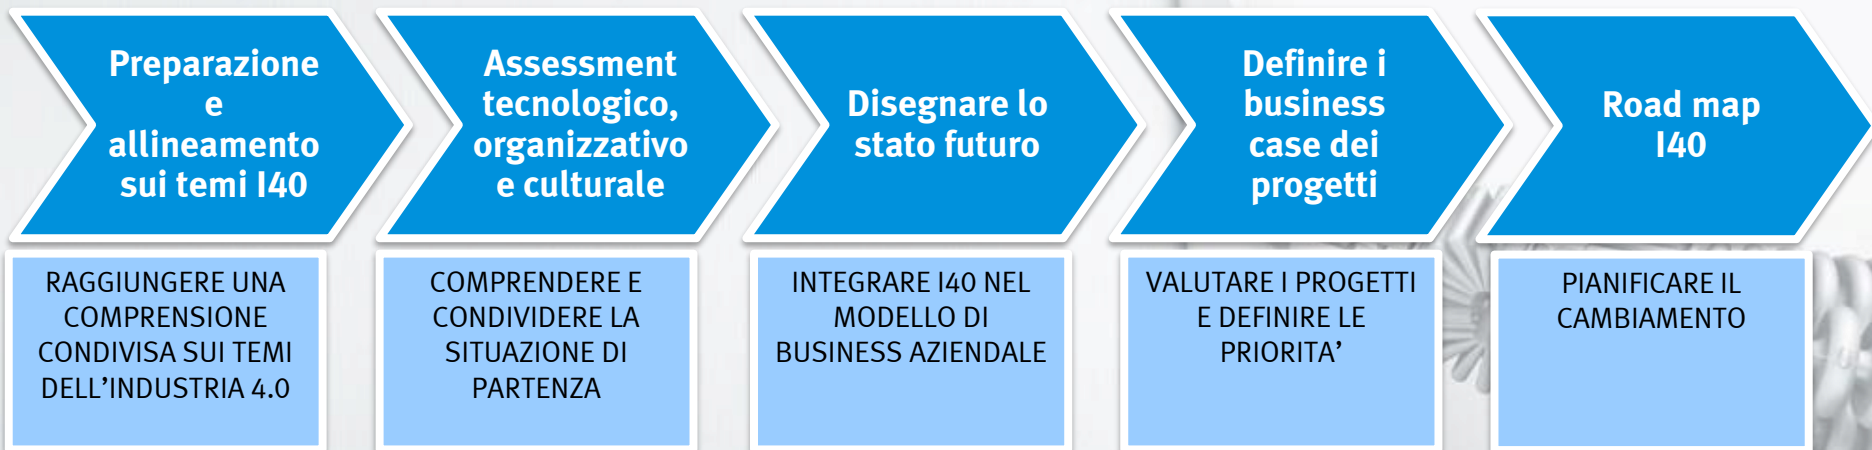 Preparazione
e
allineamento
sui temi I40
Assessment
tecnologico,
organizzativo
e culturale
Disegnare lo
stato futuro
Definire i
business
case dei
progetti
Road map
I40
RAGGIUNGERE UNA
COMPRENSIONE
CONDIVISA SUI TEMI
DELL’INDUSTRIA 4.0
COMPRENDERE E
CONDIVIDERE LA
SITUAZIONE DI
PARTENZA
INTEGRARE I40 NEL
MODELLO DI
BUSINESS AZIENDALE
VALUTARE I PROGETTI
E DEFINIRE LE
PRIORITA’
PIANIFICARE IL
CAMBIAMENTO